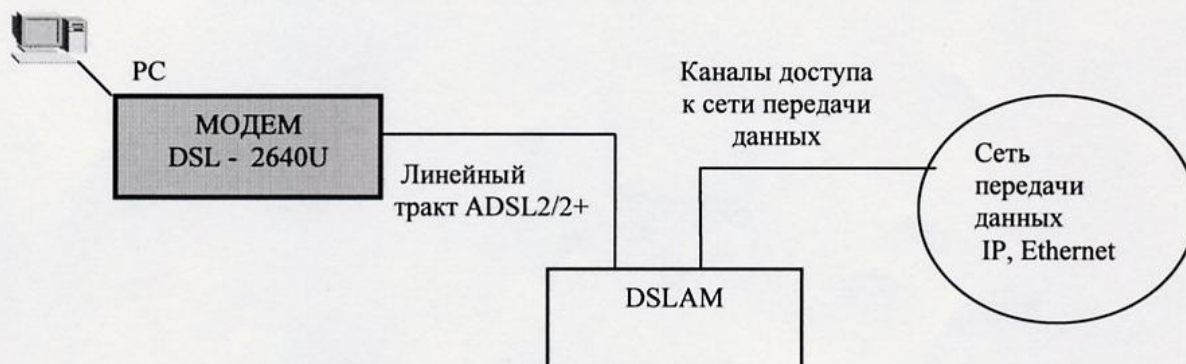 PC
МОДЕМ
DSL - 2640U
Линейный
тракт ADSL2/2+
Каналы доступа
к сети передачи
данных
DSLAM
Сеть
передачи
данных
IP, Ethernet